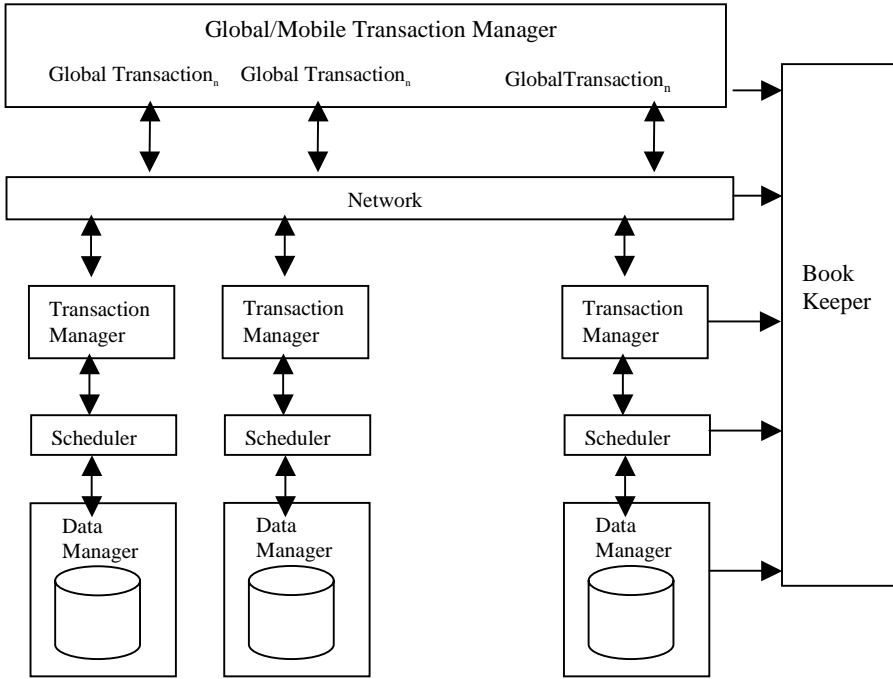 Global/Mobile Transaction Manager
Global Transactionₙ Global Transactionₙ GlobalTransactionₙ
Network
Book
Keeper
Transaction
Manager
Transaction
Manager
Transaction
Manager
Scheduler
Scheduler
Scheduler
Data
Manager
Data
Manager
Data
Manager